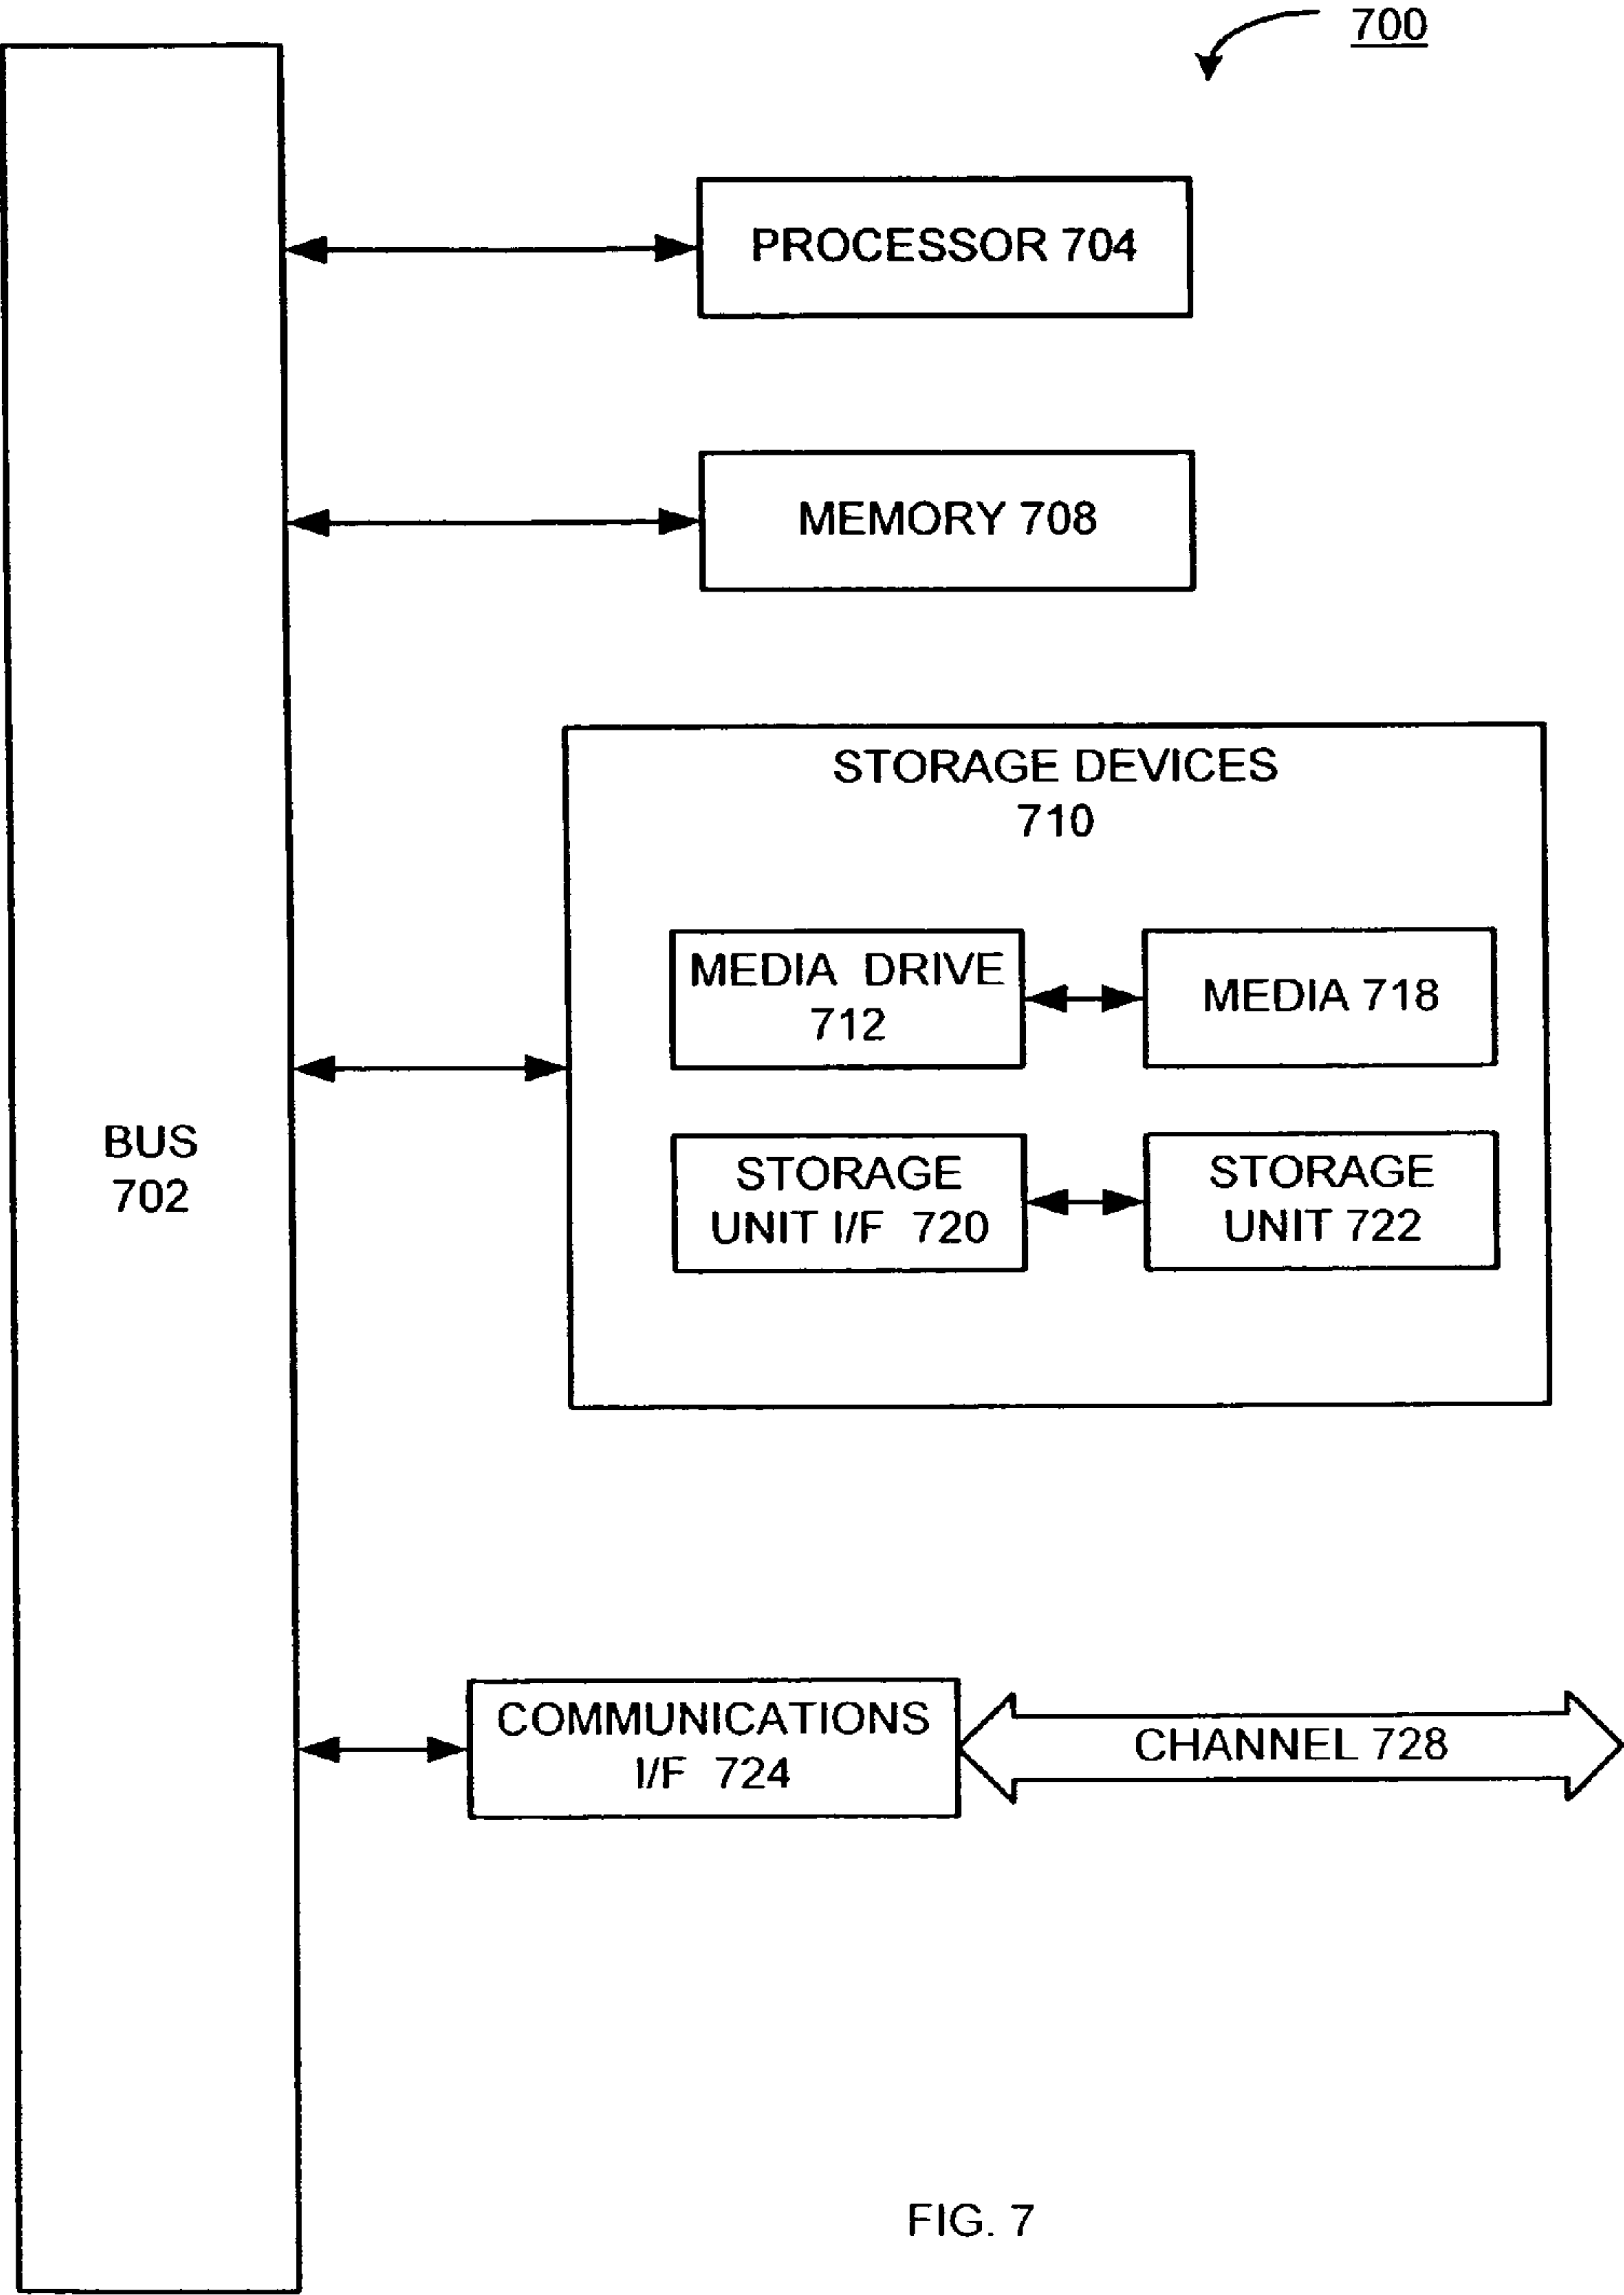 700
PROCESSOR 704
MEMORY 708
STORAGE DEVICES
710
MEDIA DRIVE
712
MEDIA 718
STORAGE
UNIT I/F 720
STORAGE
UNIT 722
BUS
702
COMMUNICATIONS
I/F 724
CHANNEL 728
FIG. 7